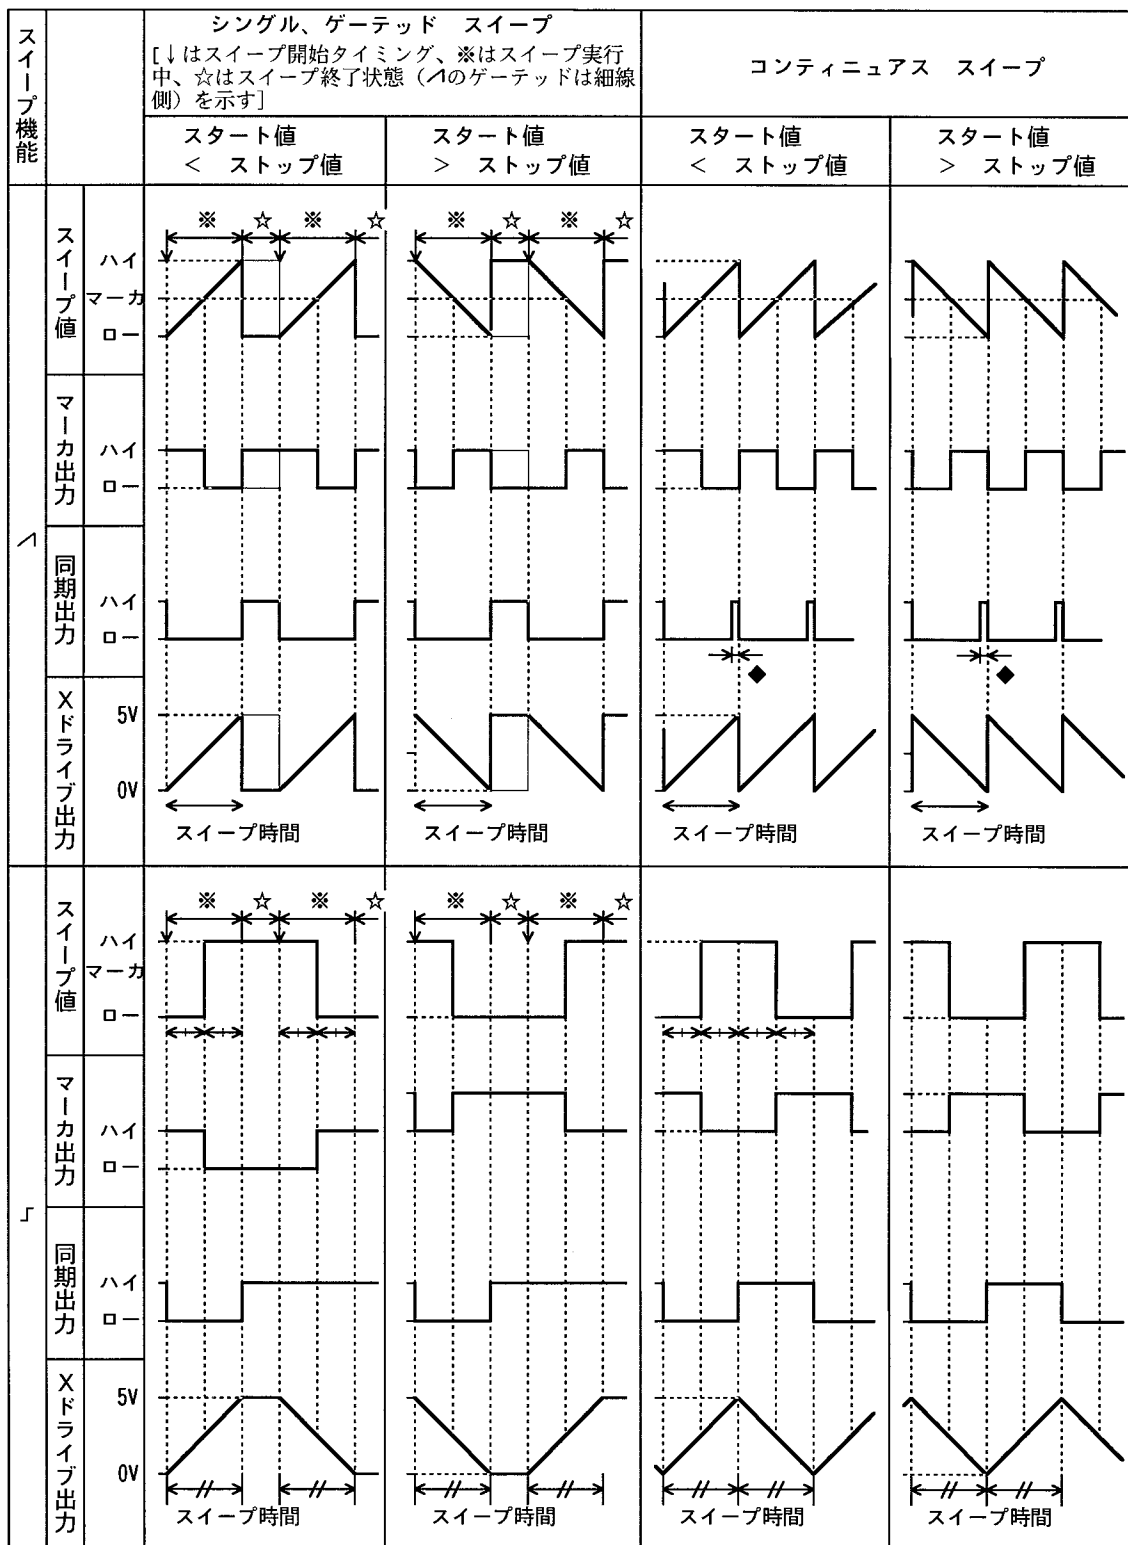 スイープ機能
シングル、ゲーテッド　スイープ
[↓はスイープ開始タイミング、※はスイープ実行
中、☆はスイープ終了状態（⩘のゲーテッドは細線
側）を示す]
コンティニュアス　スイープ
スタート値
＜　ストップ値
スタート値
＞　ストップ値
スタート値
＜　ストップ値
スタート値
＞　ストップ値
スイープ値
ハイ
マーカ
ロー
※ ☆ ※ ☆
※ ☆ ※ ☆
マーカ出力
ハイ
ロー
同期出力
ハイ
ロー
◆
◆
Xドライブ出力
5V
0V
スイープ時間
スイープ時間
スイープ時間
スイープ時間
スイープ値
ハイ
マーカ
ロー
※ ☆ ※ ☆
※ ☆ ※ ☆
マーカ出力
ハイ
ロー
同期出力
ハイ
ロー
Xドライブ出力
5V
0V
スイープ時間
スイープ時間
スイープ時間
スイープ時間